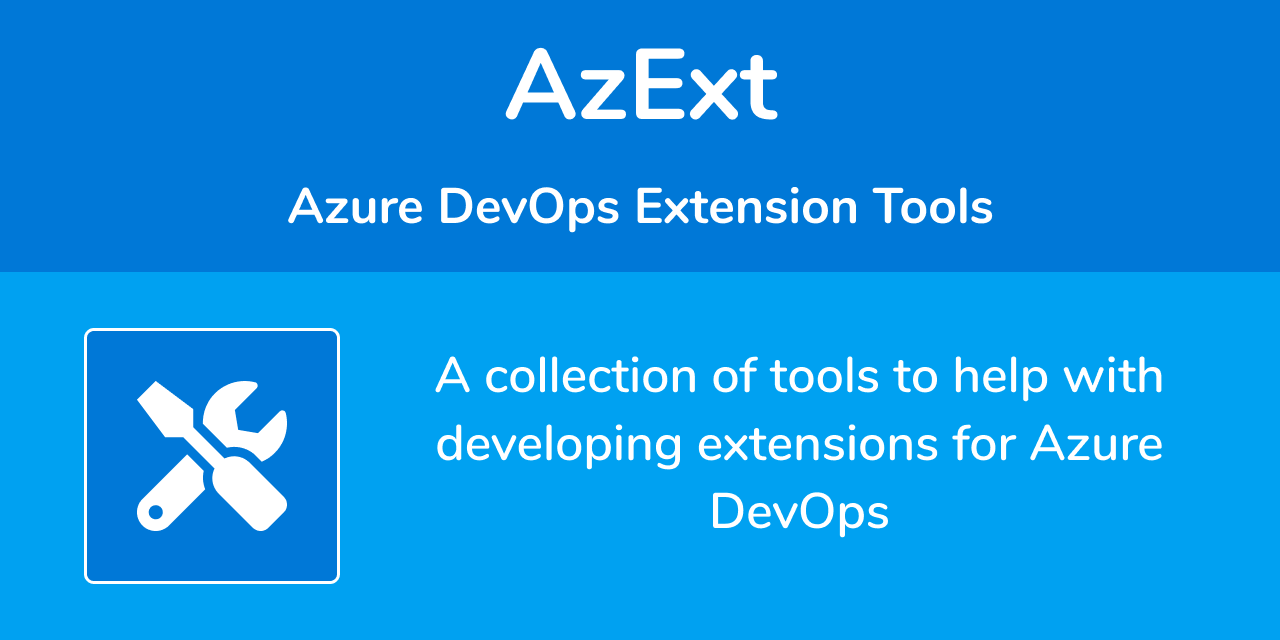 AzExt
Azure DevOps Extension Tools
A collection of tools to help with
developing extensions for Azure
DevOps